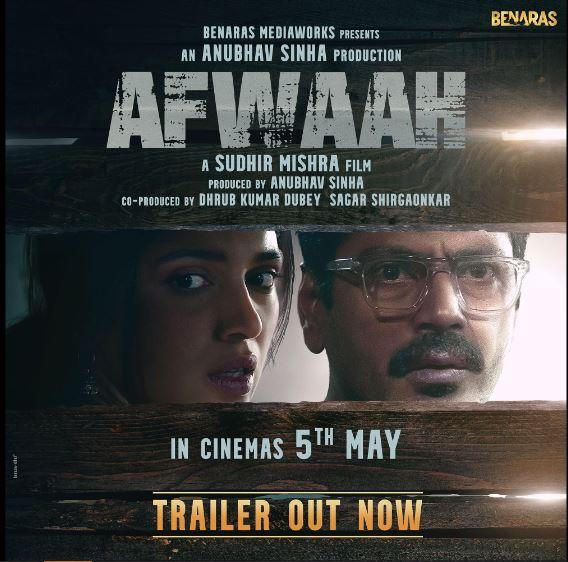 BENARAS
BENARAS MEDIAWORKS PRESENTS
AN ANUBHAV SINHA PRODUCTION
AFWAAH
A SUDHIR MISHRA FILM
PRODUCED BY ANUBHAV SINHA
CO-PRODUCED BY DHRUB KUMAR DUBEY SAGAR SHIRGAONKAR
IN CINEMAS 5TH MAY
TRAILER OUT NOW